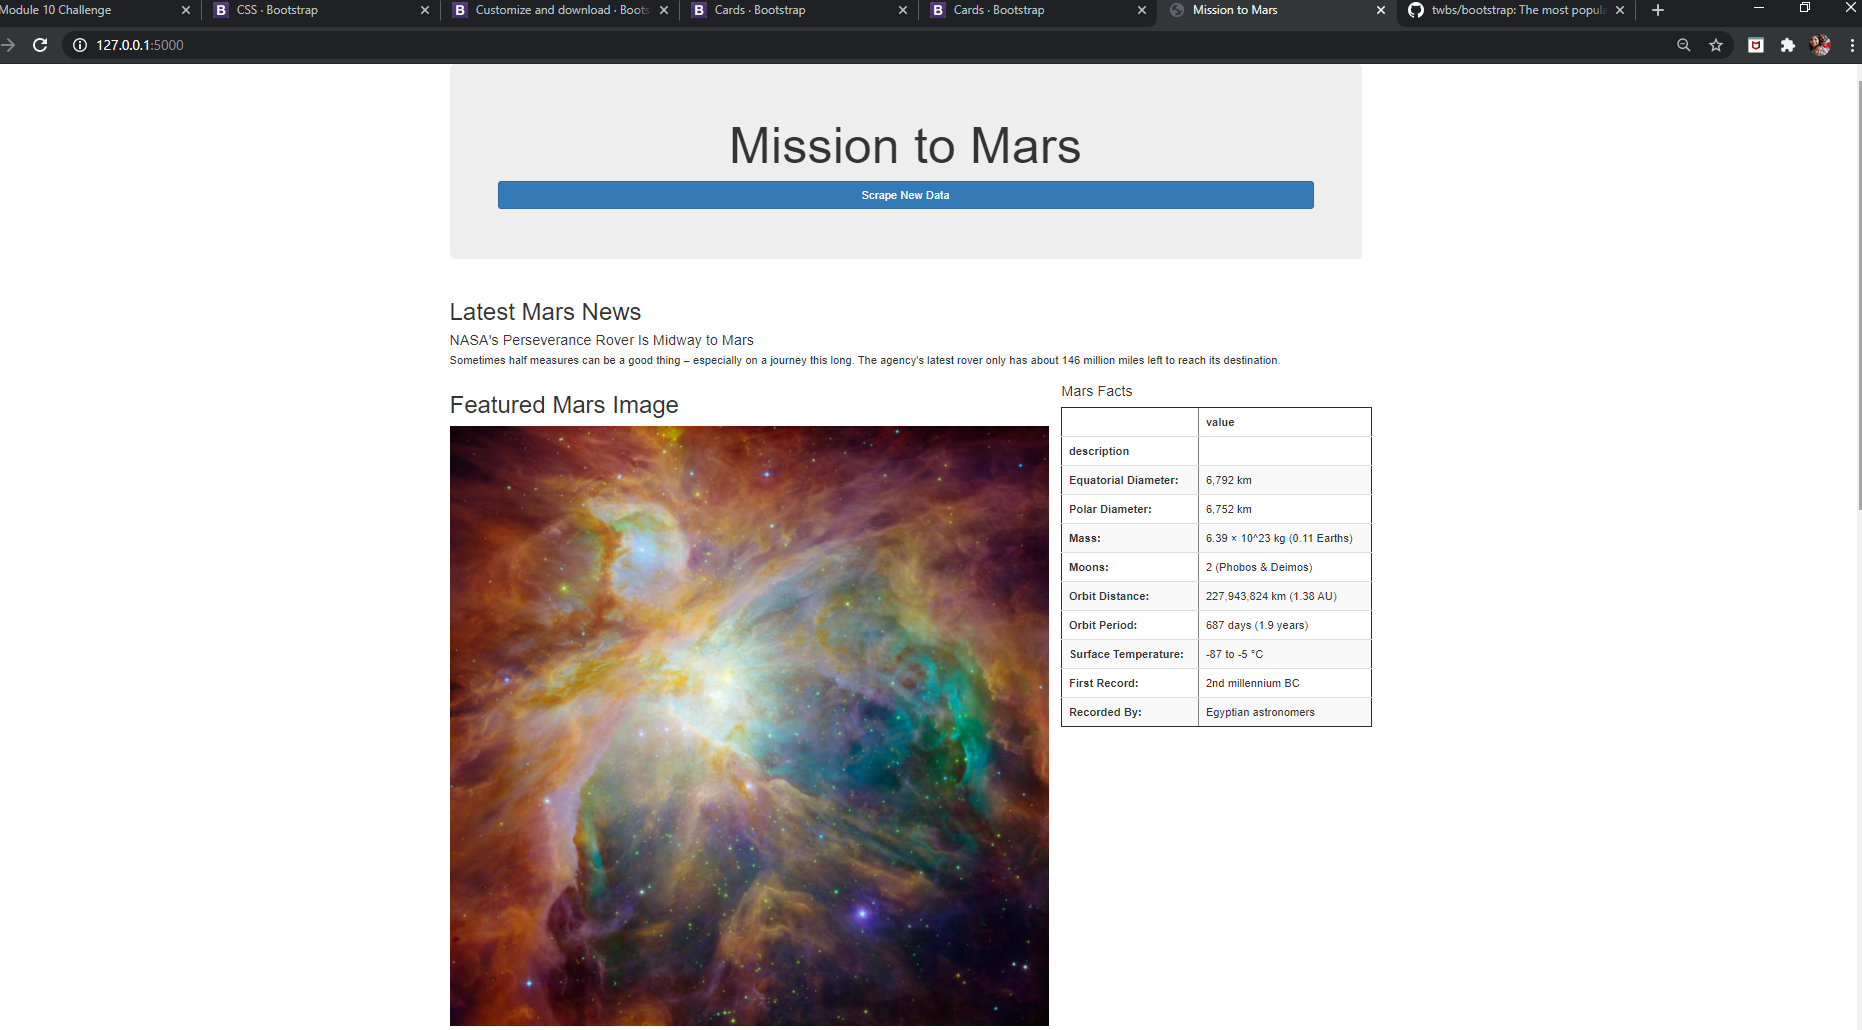 Module 10 Challenge
CSS · Bootstrap
Customize and download · Boots
Cards · Bootstrap
Cards · Bootstrap
Mission to Mars
twbs/bootstrap: The most popula
127.0.0.1:5000
Mission to Mars
Scrape New Data
Latest Mars News
NASA's Perseverance Rover Is Midway to Mars
Sometimes half measures can be a good thing – especially on a journey this long. The agency's latest rover only has about 146 million miles left to reach its destination.
Featured Mars Image
Mars Facts
value
description
Equatorial Diameter: 6,792 km
Polar Diameter: 6,752 km
Mass: 6.39 × 10^23 kg (0.11 Earths)
Moons: 2 (Phobos & Deimos)
Orbit Distance: 227,943,824 km (1.38 AU)
Orbit Period: 687 days (1.9 years)
Surface Temperature: -87 to -5 °C
First Record: 2nd millennium BC
Recorded By: Egyptian astronomers